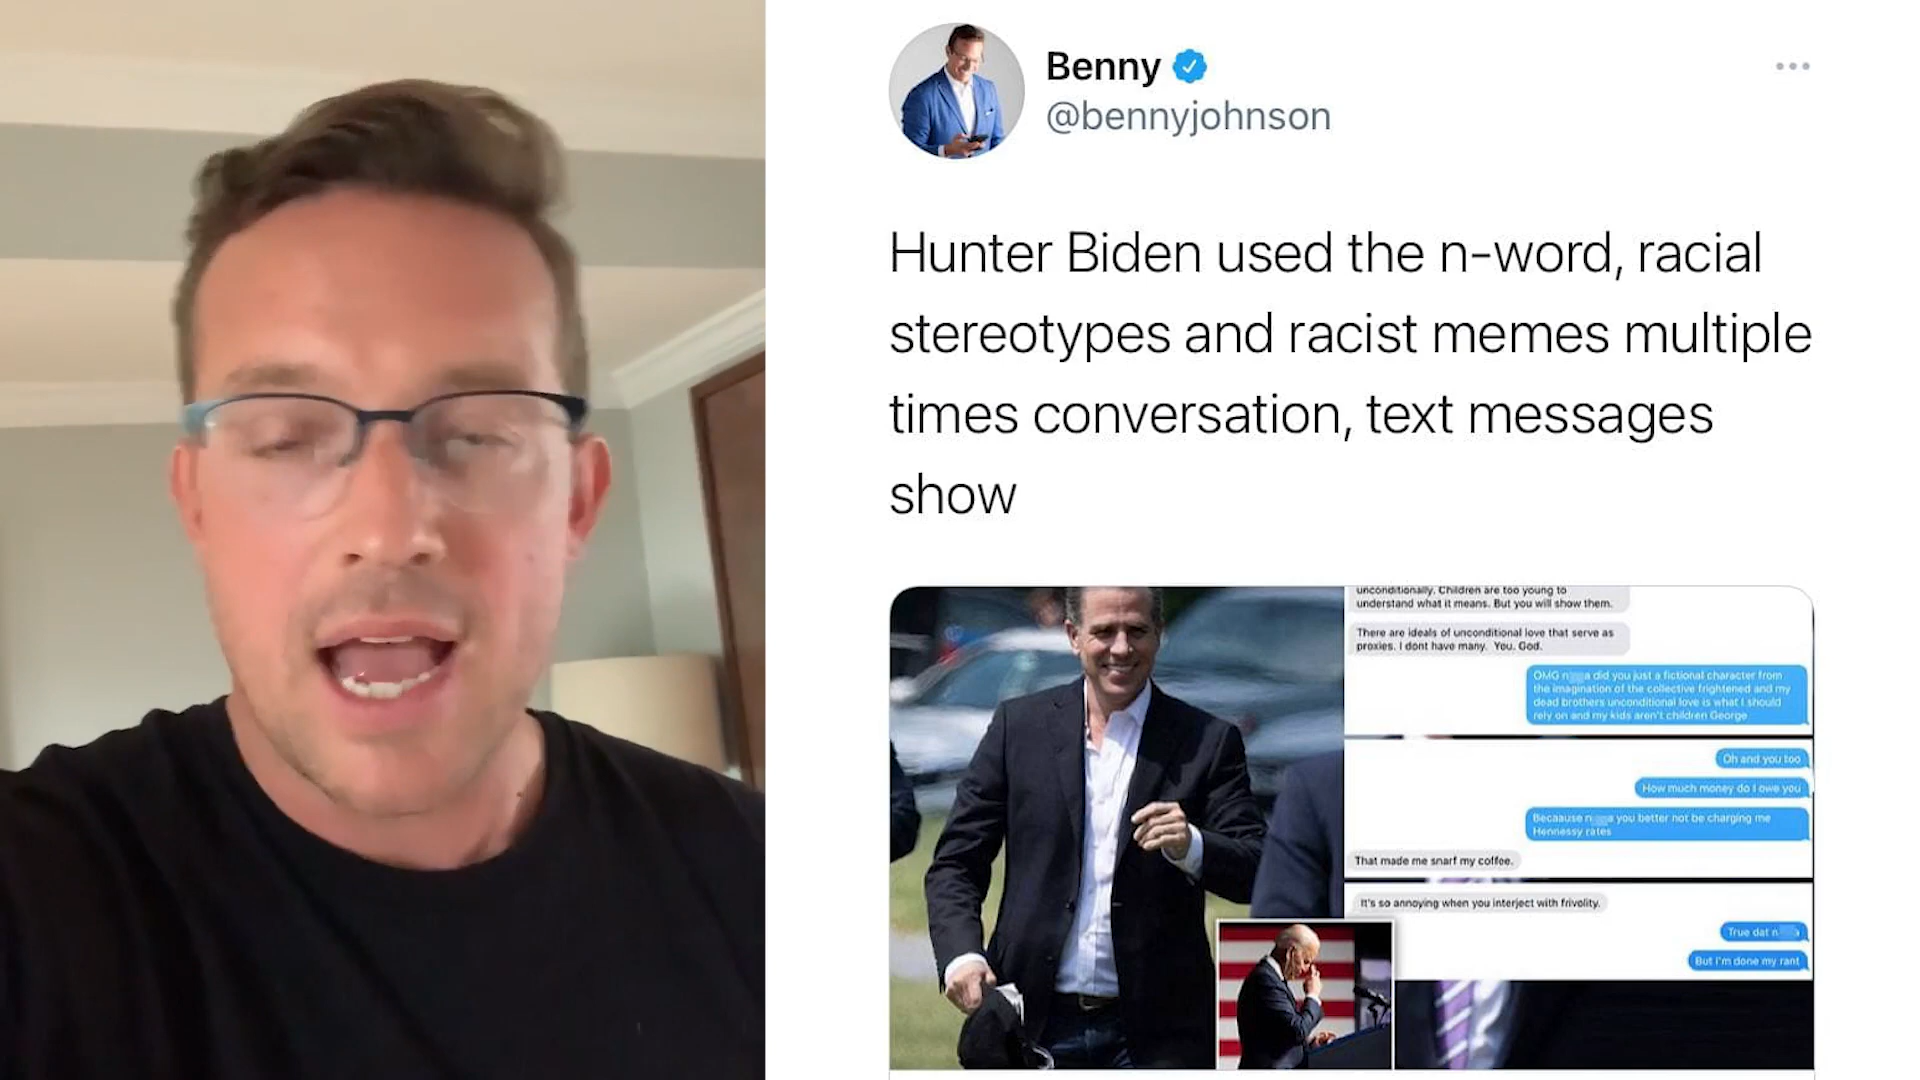 Benny
@bennyjohnson
Hunter Biden used the n-word, racial
stereotypes and racist memes multiple
times conversation, text messages
show
unconditionally. Children are too young to
understand what it means. But you will show them.
There are ideals of unconditional love that serve as
proxies. I dont have many. You. God.
OMG n a did you just a fictional character from
the imagination of the collective frightened and my
dead brothers unconditional love is what I should
rely on and my kids aren't children George
Oh and you too
How much money do I owe you
Becaause n a you better not be charging me
Hennessy rates
That made me snarf my coffee.
It's so annoying when you interject with frivolity.
True dat n a
But I'm done my rant